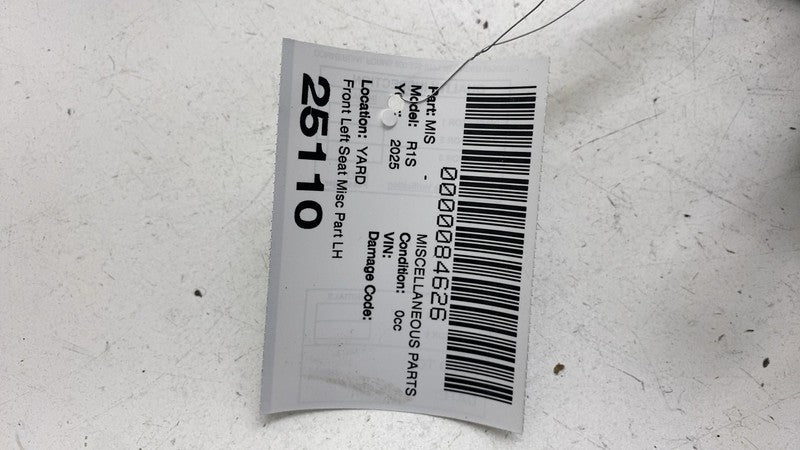 0000084626
Part: MIS - MISCELLANEOUS PARTS
Model: R1S Condition: 0cc
2025 VIN:
Damage Code:
Location: YARD
Front Left Seat Misc Part LH
25110